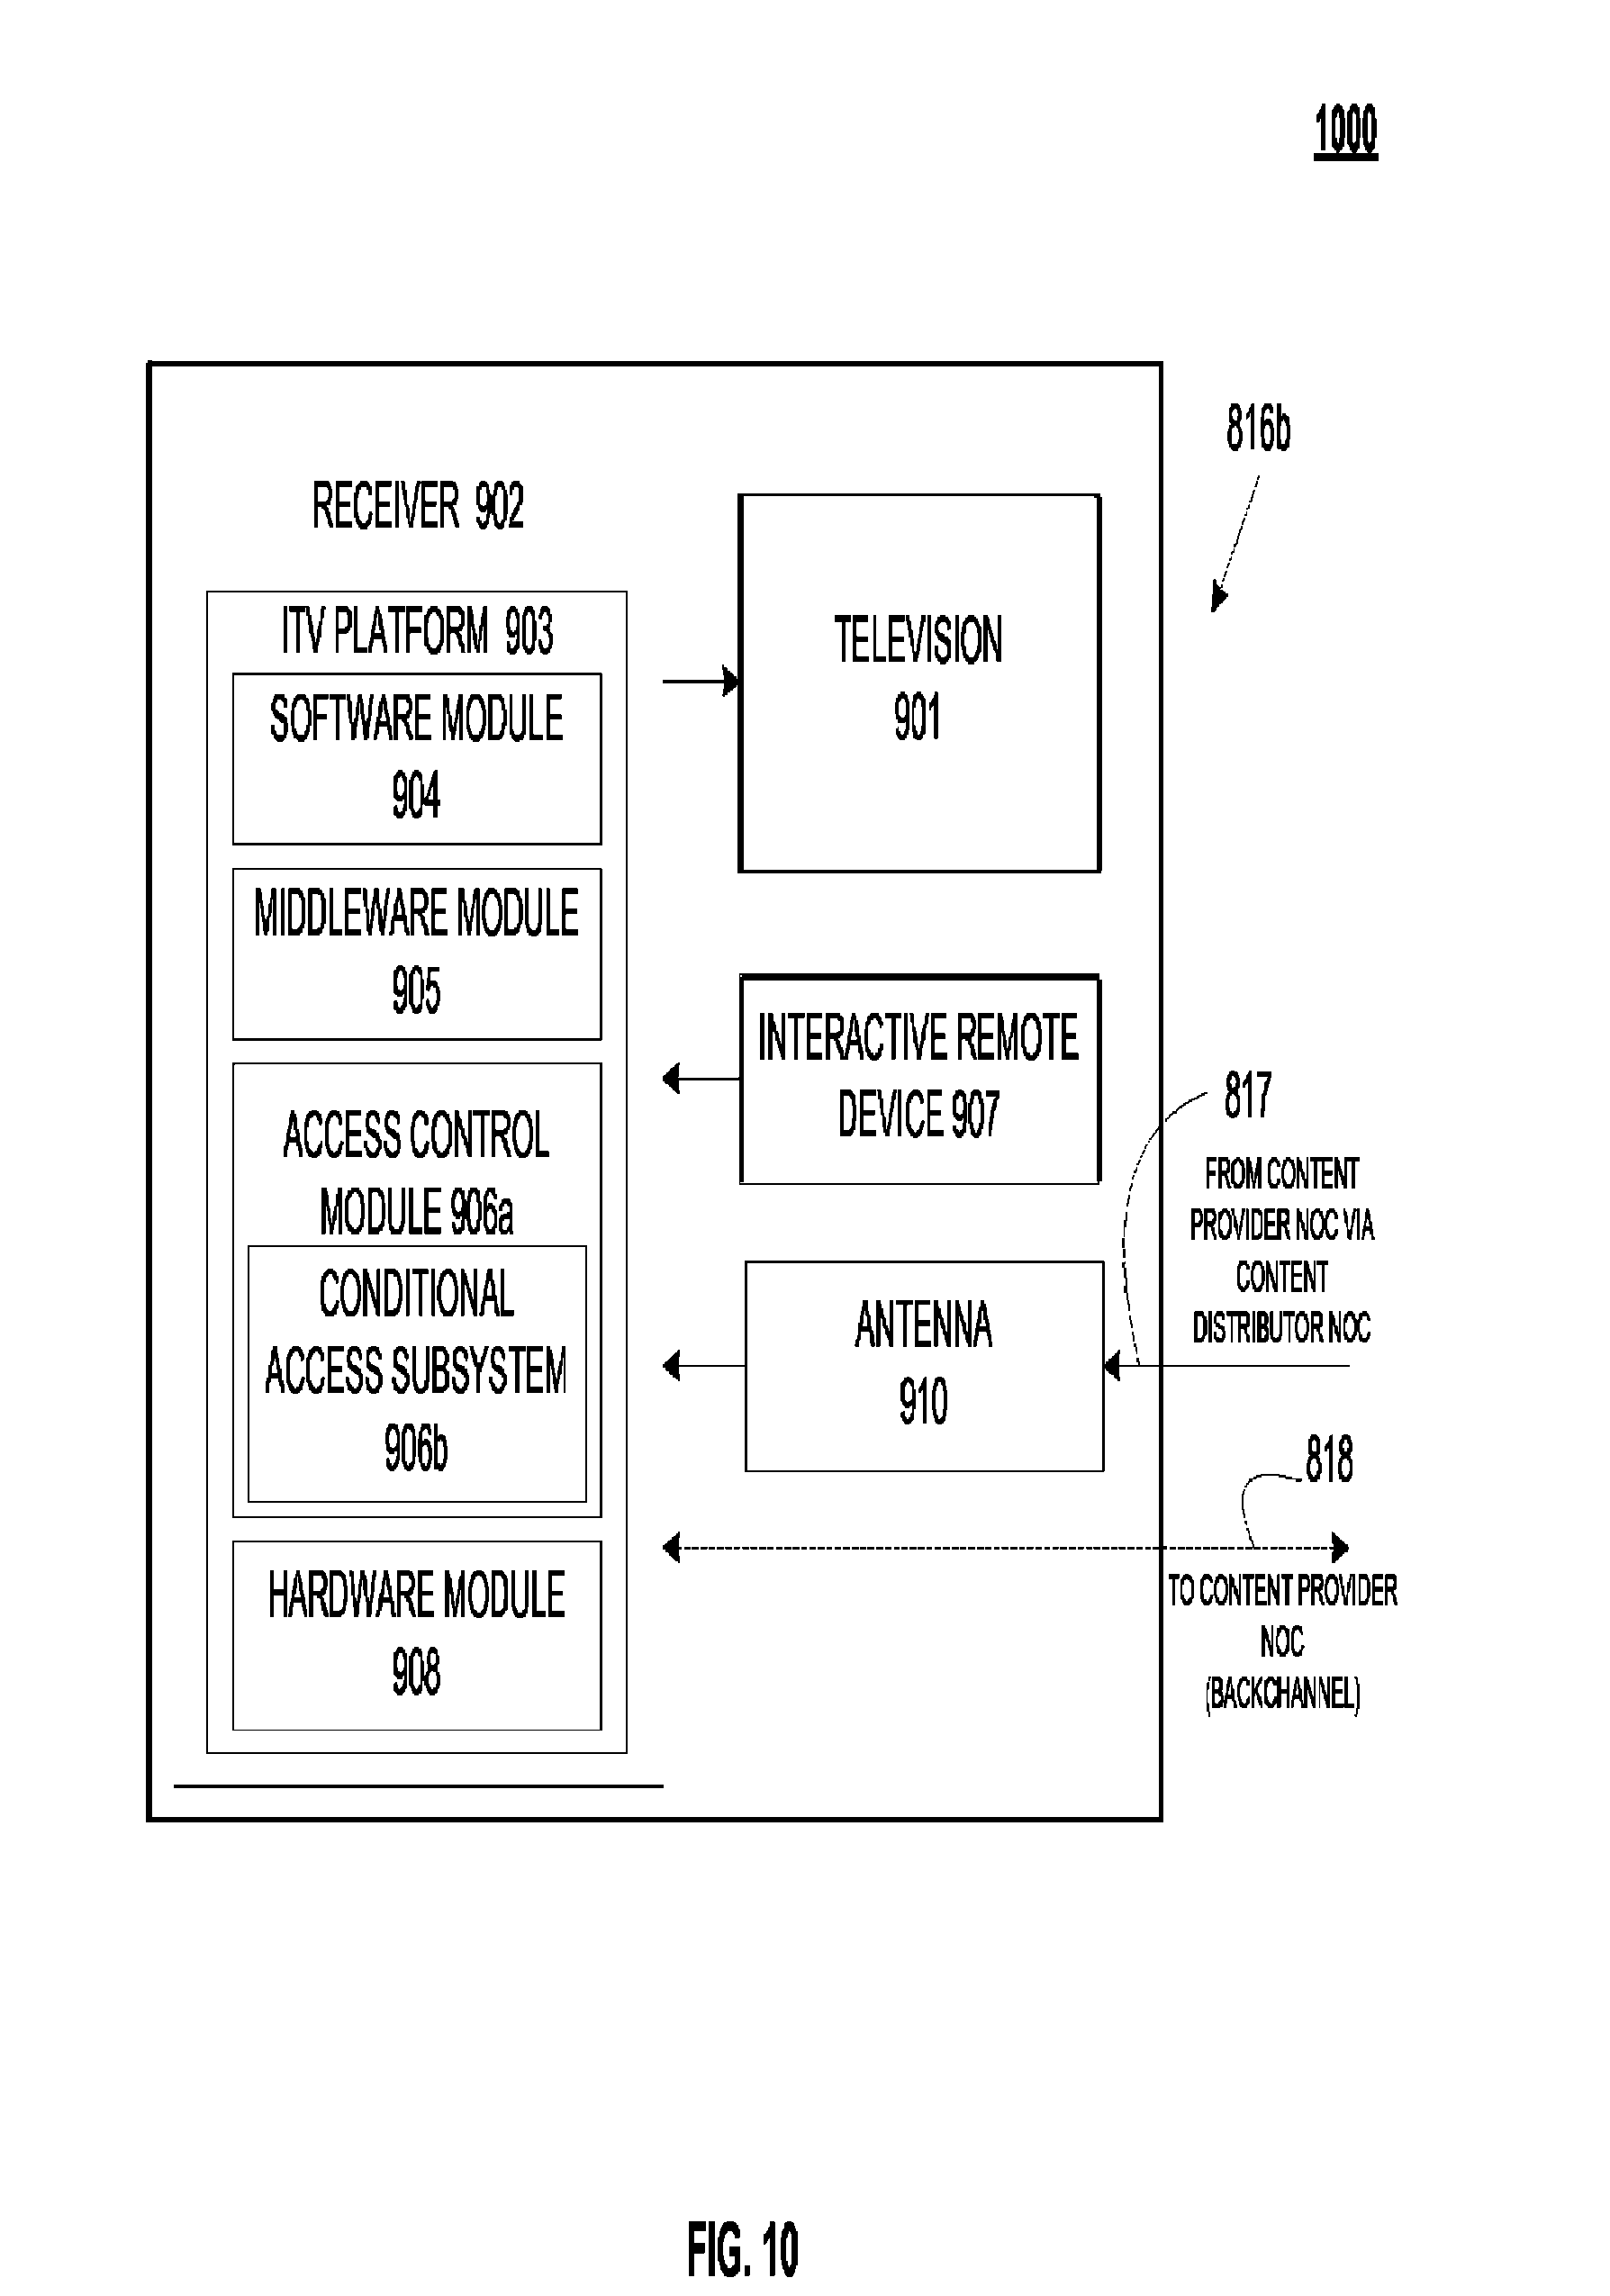 1000
816b
RECEIVER 902
ITV PLATFORM 903
SOFTWARE MODULE
904
MIDDLEWARE MODULE
905
ACCESS CONTROL
MODULE 906a
CONDITIONAL
ACCESS SUBSYSTEM
906b
HARDWARE MODULE
908
TELEVISION
901
INTERACTIVE REMOTE
DEVICE 907
ANTENNA
910
817
FROM CONTENT
PROVIDER NOC VIA
CONTENT
DISTRIBUTOR NOC
818
TO CONTENT PROVIDER
NOC
(BACKCHANNEL)
FIG. 10